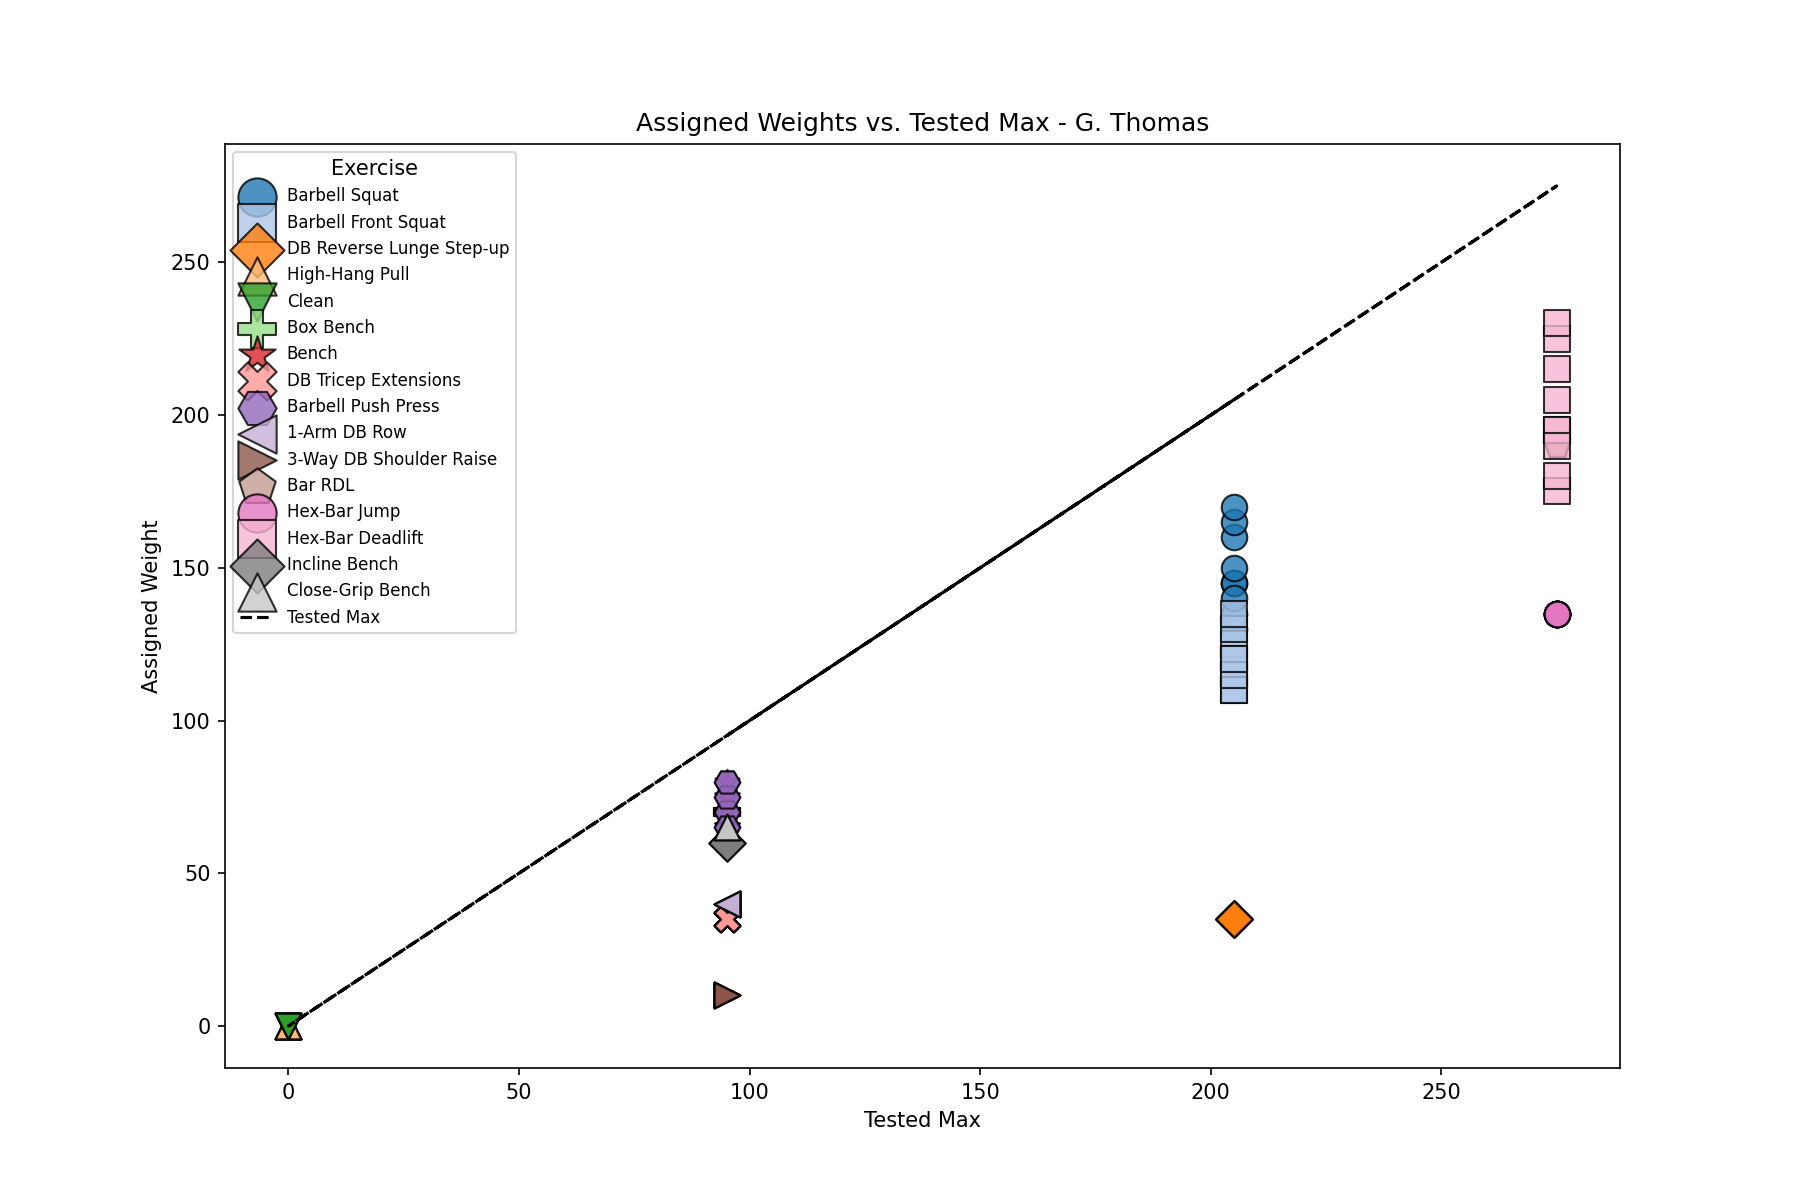 Assigned Weights vs. Tested Max - G. Thomas
Exercise
Barbell Squat
Barbell Front Squat
DB Reverse Lunge Step-up
High-Hang Pull
Clean
Box Bench
Bench
DB Tricep Extensions
Barbell Push Press
1-Arm DB Row
3-Way DB Shoulder Raise
Bar RDL
Hex-Bar Jump
Hex-Bar Deadlift
Incline Bench
Close-Grip Bench
Tested Max
Assigned Weight
250
200
150
100
50
0
0 50 100 150 200 250
Tested Max